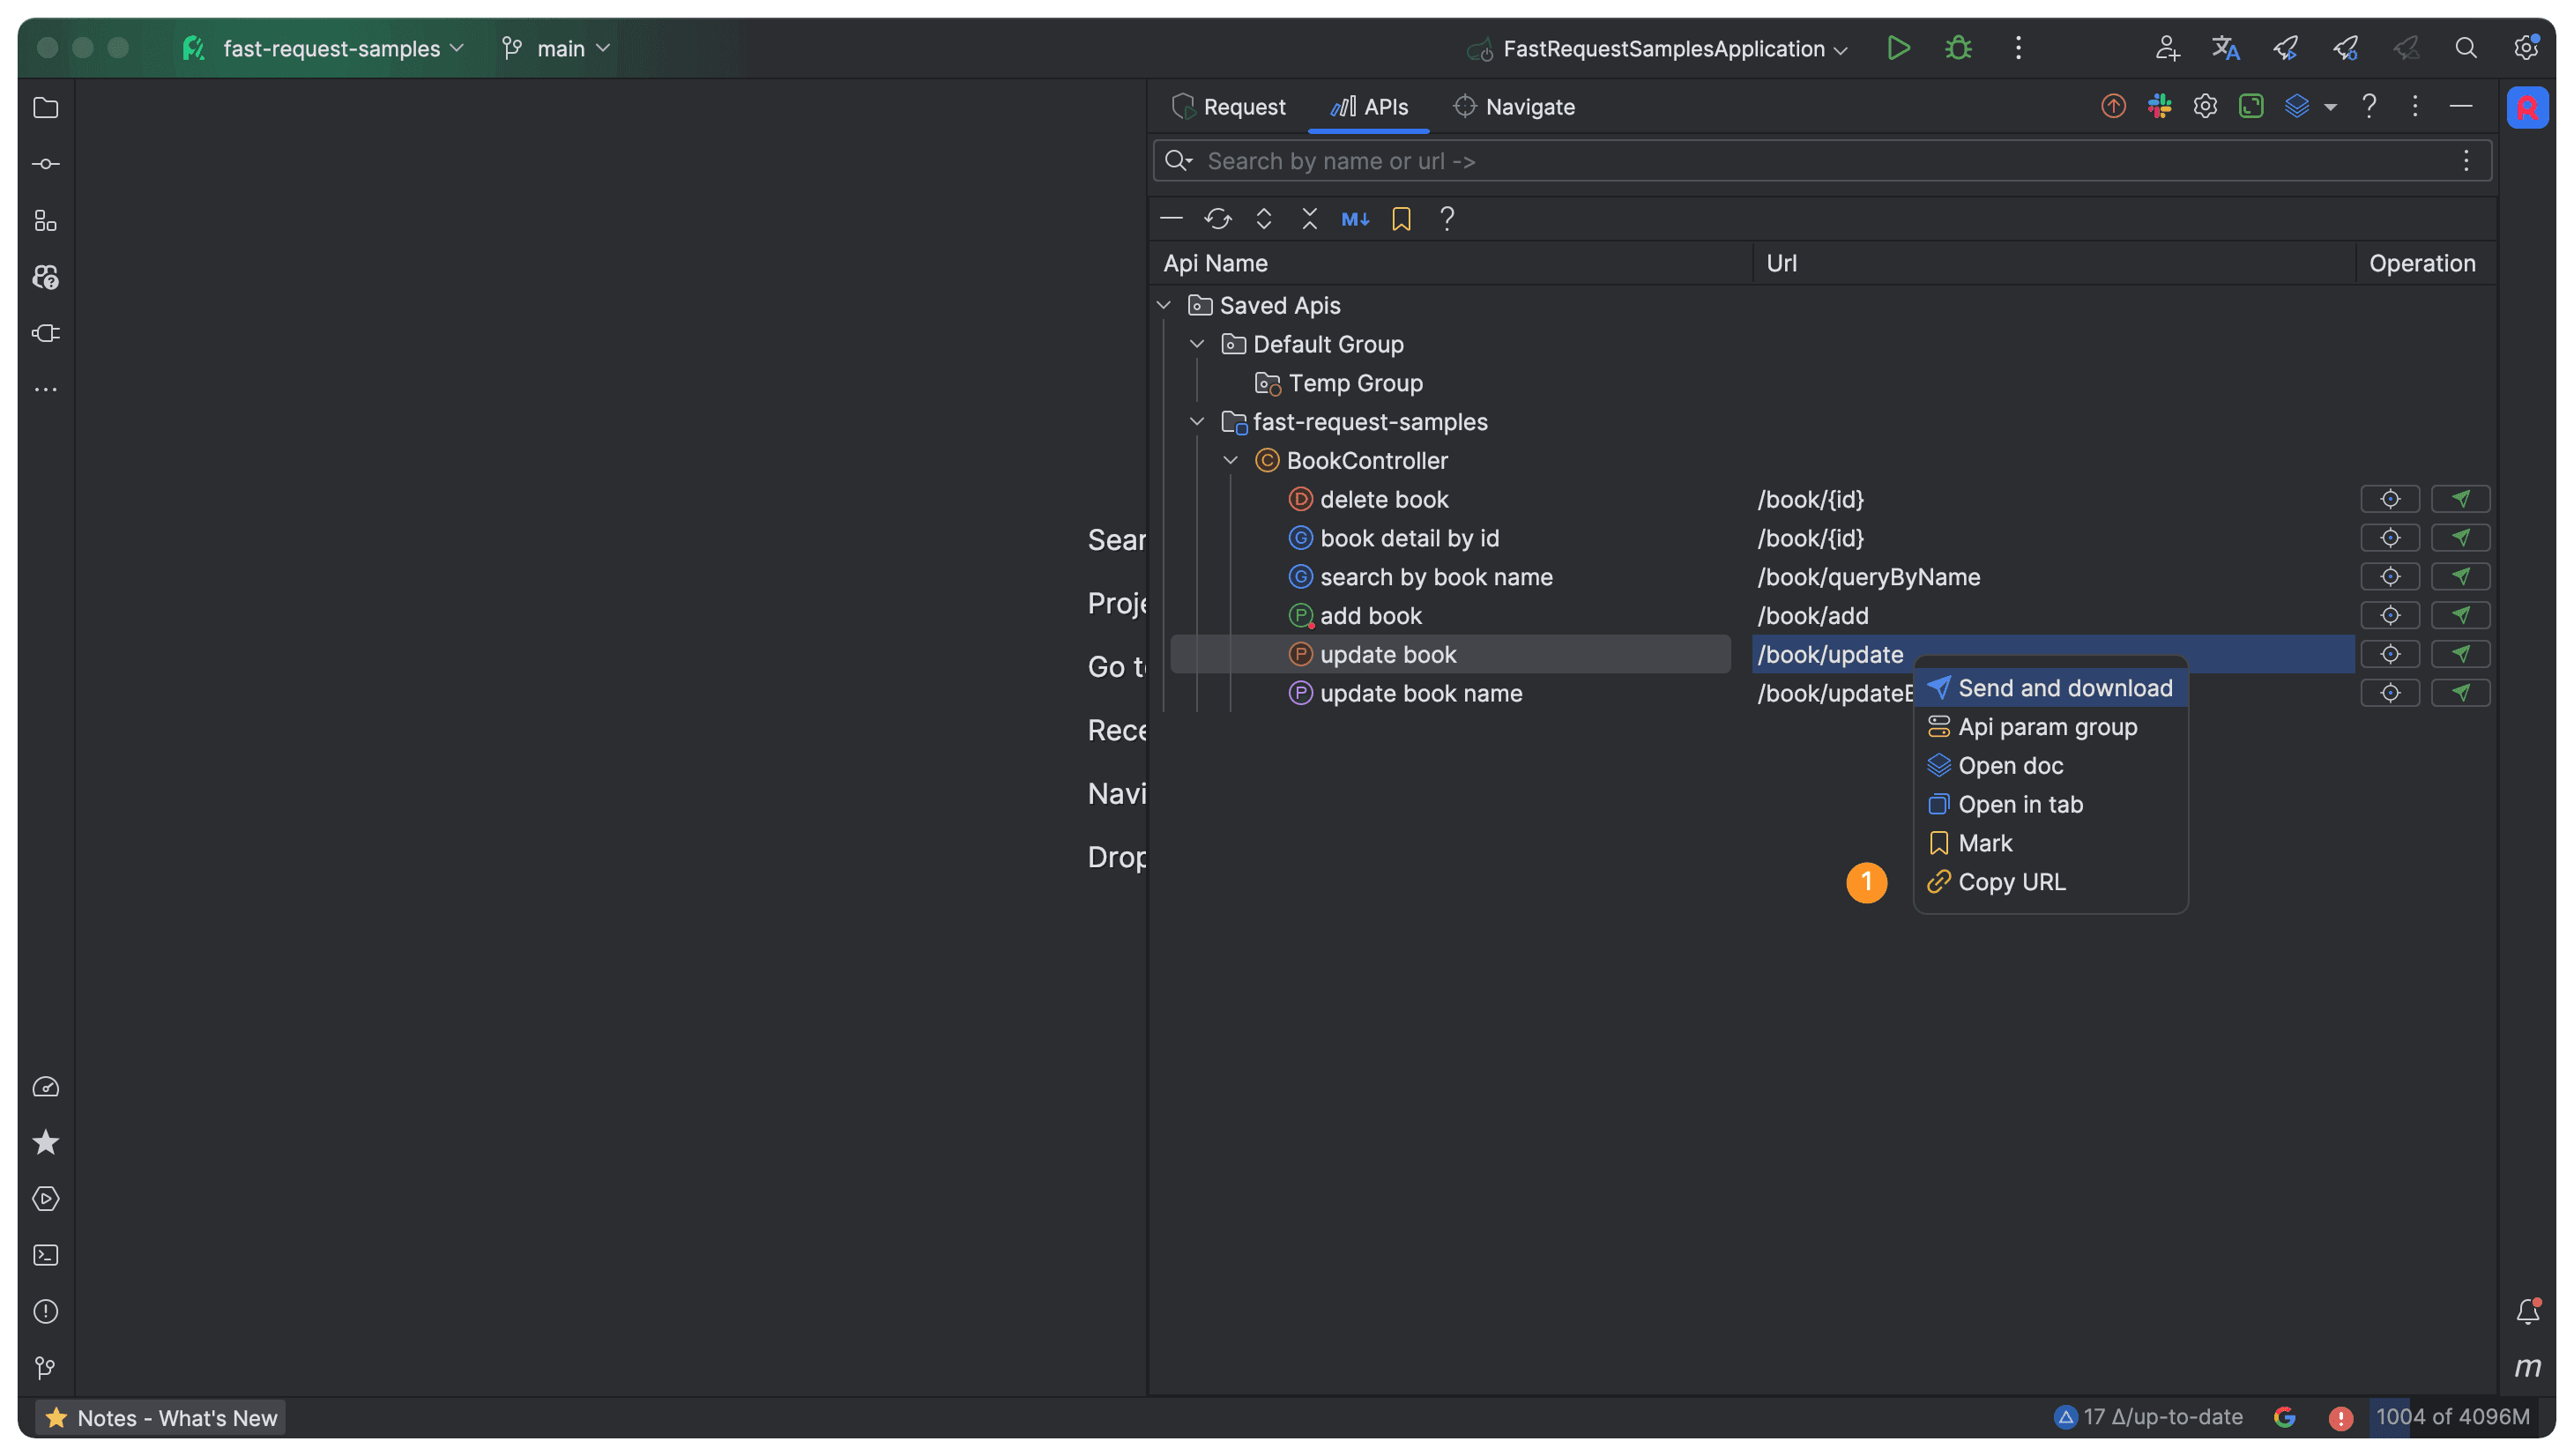 fast-request-samples
main
FastRequestSamplesApplication
Request
APIs
Navigate
Search by name or url ->
M↓
Api Name
Url
Operation
Saved Apis
Default Group
Temp Group
fast-request-samples
BookController
delete book /book/{id}
book detail by id /book/{id}
search by book name /book/queryByName
add book /book/add
update book /book/update
update book name /book/updateB
Send and download
Api param group
Open doc
Open in tab
Mark
1 Copy URL
Sear
Proje
Go t
Rece
Navi
Drop
Notes - What's New
17 Δ/up-to-date
1004 of 4096M